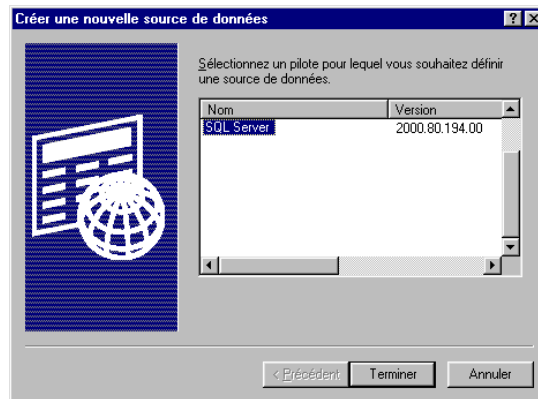 Créer une nouvelle source de données
Sélectionnez un pilote pour lequel vous souhaitez définir
une source de données.
Nom Version
SQL Server 2000.80.194.00
< Précédent Terminer Annuler